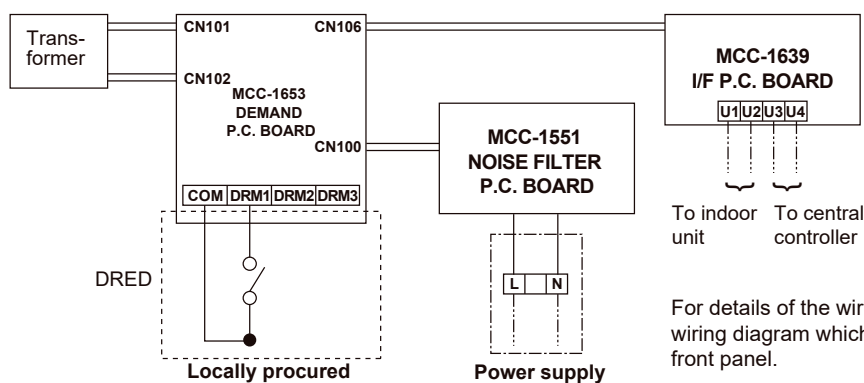 Trans-
former
CN101
CN106
CN102
MCC-1653
DEMAND
P.C. BOARD
CN100
COM DRM1 DRM2 DRM3
MCC-1551
NOISE FILTER
P.C. BOARD
MCC-1639
I/F P.C. BOARD
U1 U2 U3 U4
To indoor
unit
To central
controller
DRED
L N
Locally procured
Power supply
For details of the wir
wiring diagram which
front panel.